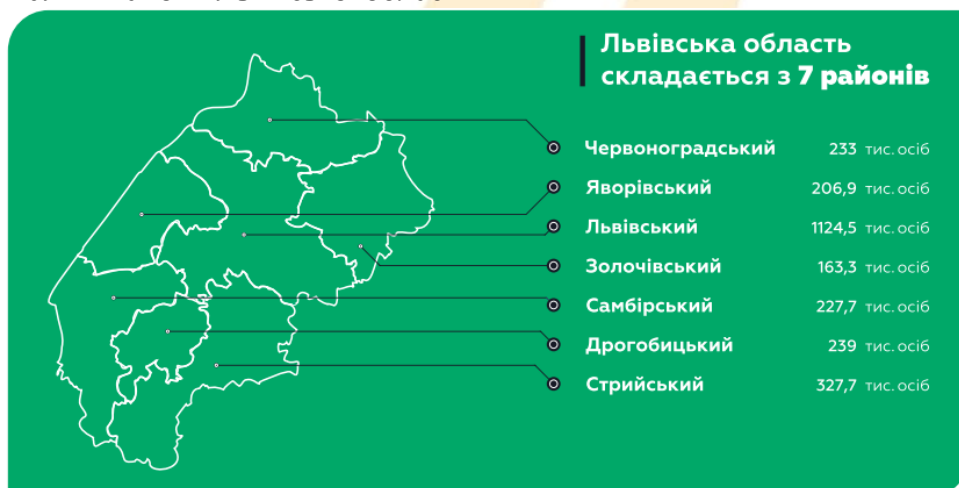 Львівська область
складається з 7 районів
Червоноградський 233 тис. осіб
Яворівський 206,9 тис. осіб
Львівський 1124,5 тис. осіб
Золочівський 163,3 тис. осіб
Самбірський 227,7 тис. осіб
Дрогобицький 239 тис. осіб
Стрийський 327,7 тис. осіб